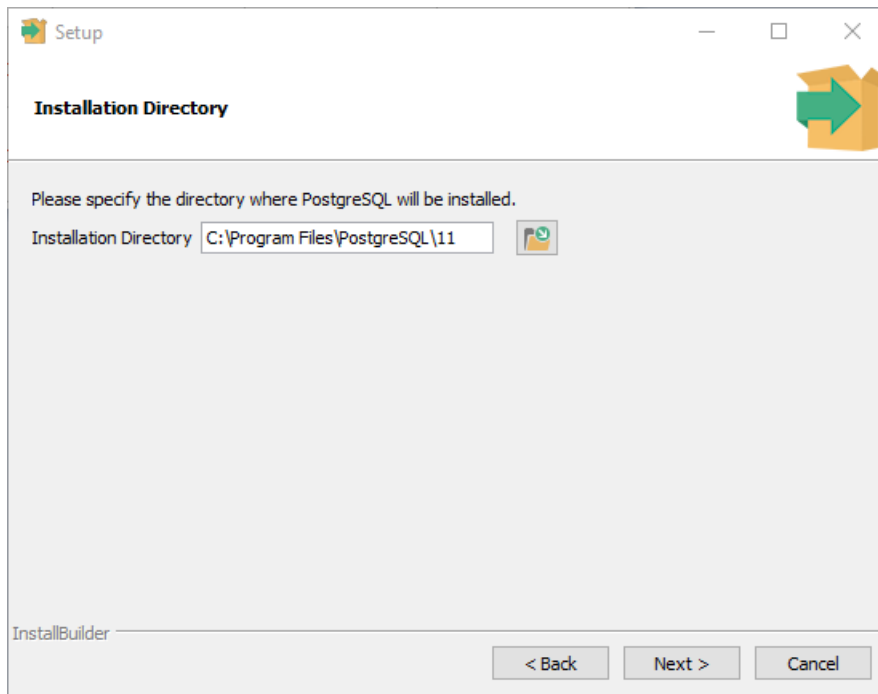 Setup
Installation Directory
Please specify the directory where PostgreSQL will be installed.
Installation Directory C:\Program Files\PostgreSQL\11
InstallBuilder
< Back Next > Cancel